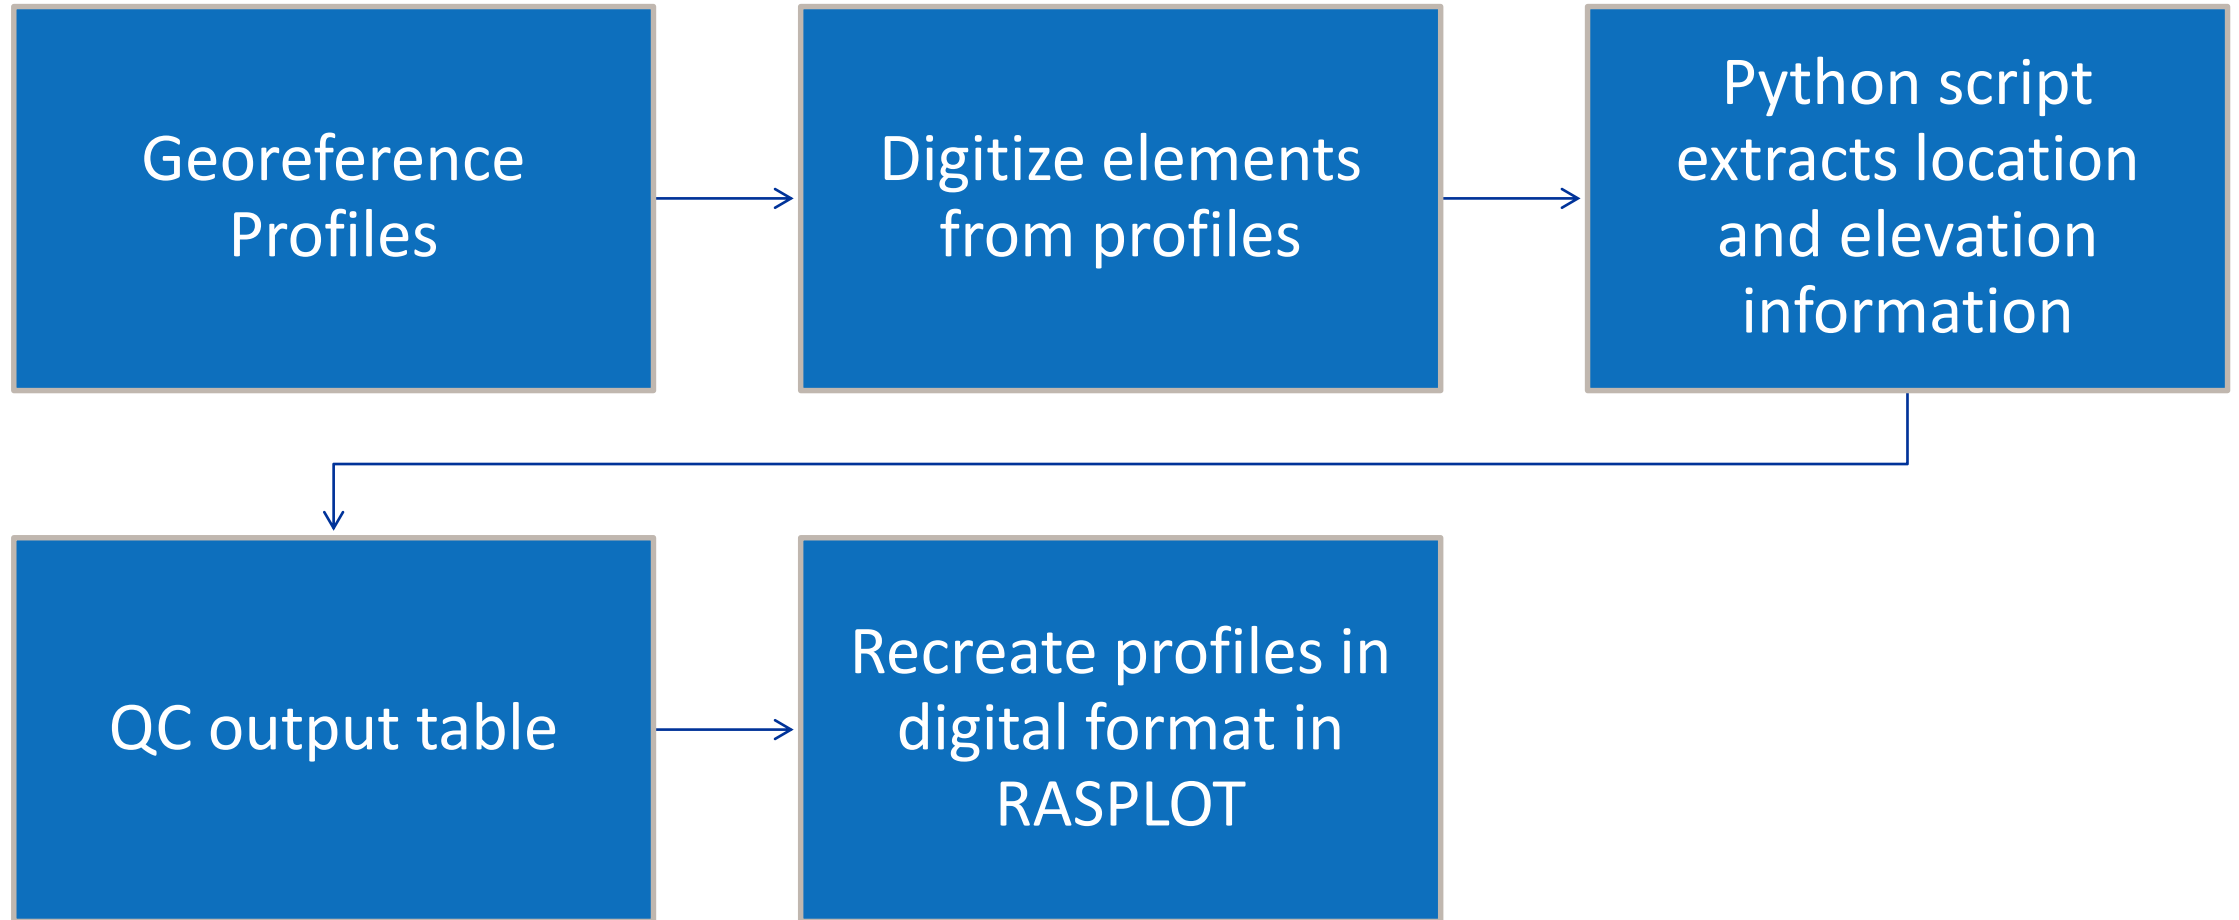 Georeference
Profiles
Digitize elements
from profiles
Python script
extracts location
and elevation
information
QC output table
Recreate profiles in
digital format in
RASPLOT